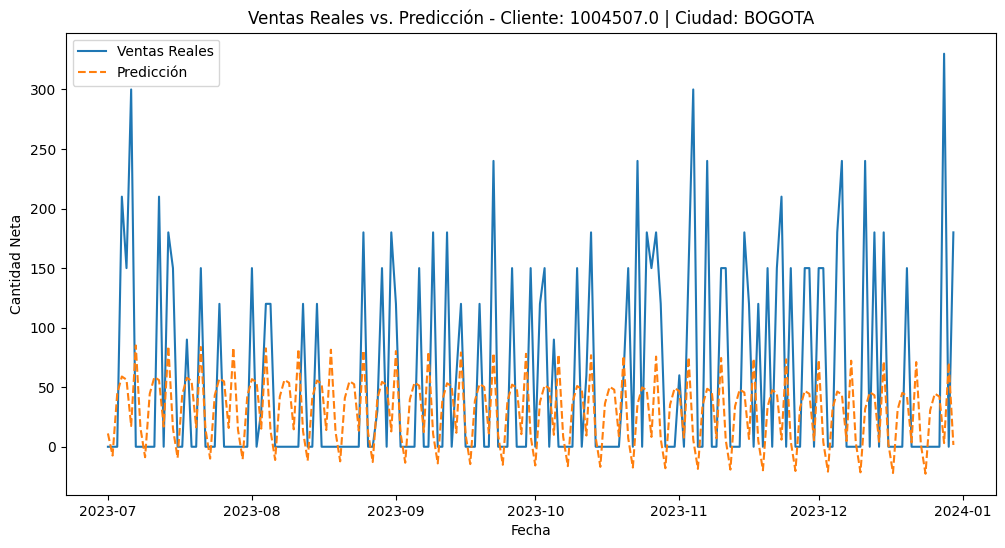 Ventas Reales vs. Predicción - Cliente: 1004507.0 | Ciudad: BOGOTA
Ventas Reales
Predicción
Cantidad Neta
300
250
200
150
100
50
0
2023-07 2023-08 2023-09 2023-10 2023-11 2023-12 2024-01
Fecha